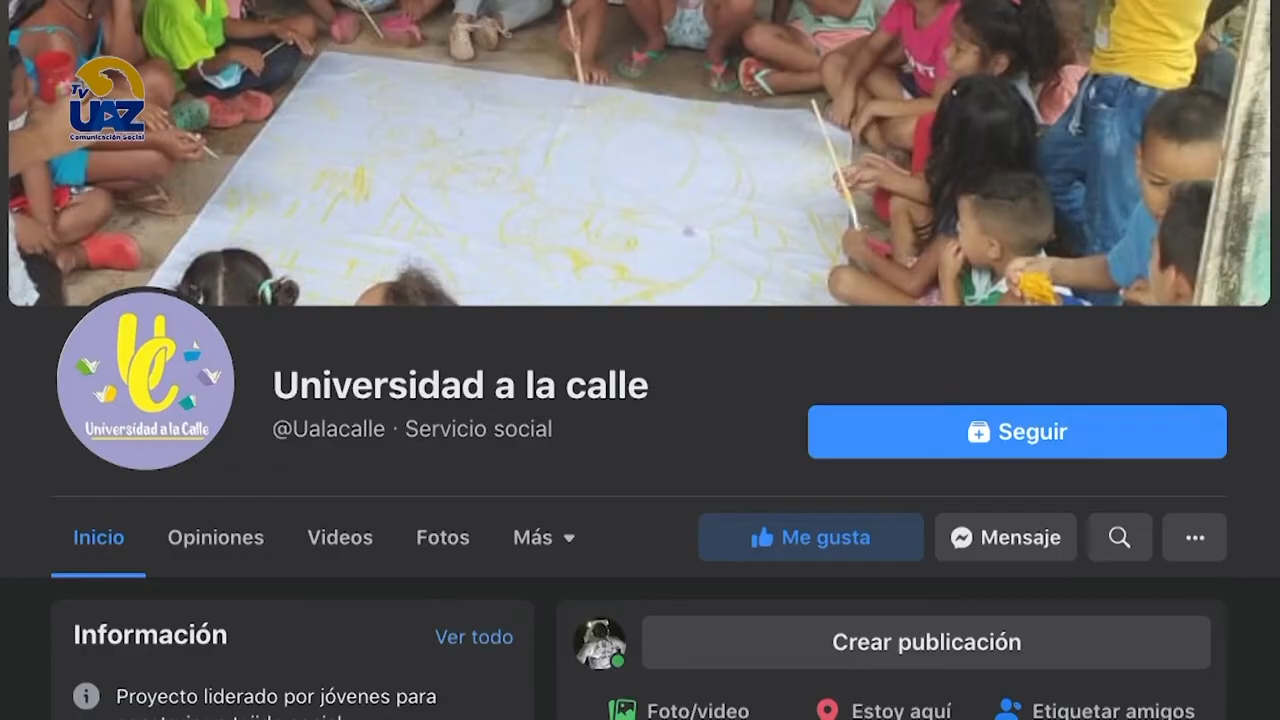 TV
UAZ
Comunicación Social
UC
Universidad a la Calle
Universidad a la calle
@Ualacalle · Servicio social
Seguir
Inicio
Opiniones
Videos
Fotos
Más
Me gusta
Mensaje
Información
Ver todo
Crear publicación
Proyecto liderado por jóvenes para
Foto/video
Estoy aquí
Etiquetar amigos